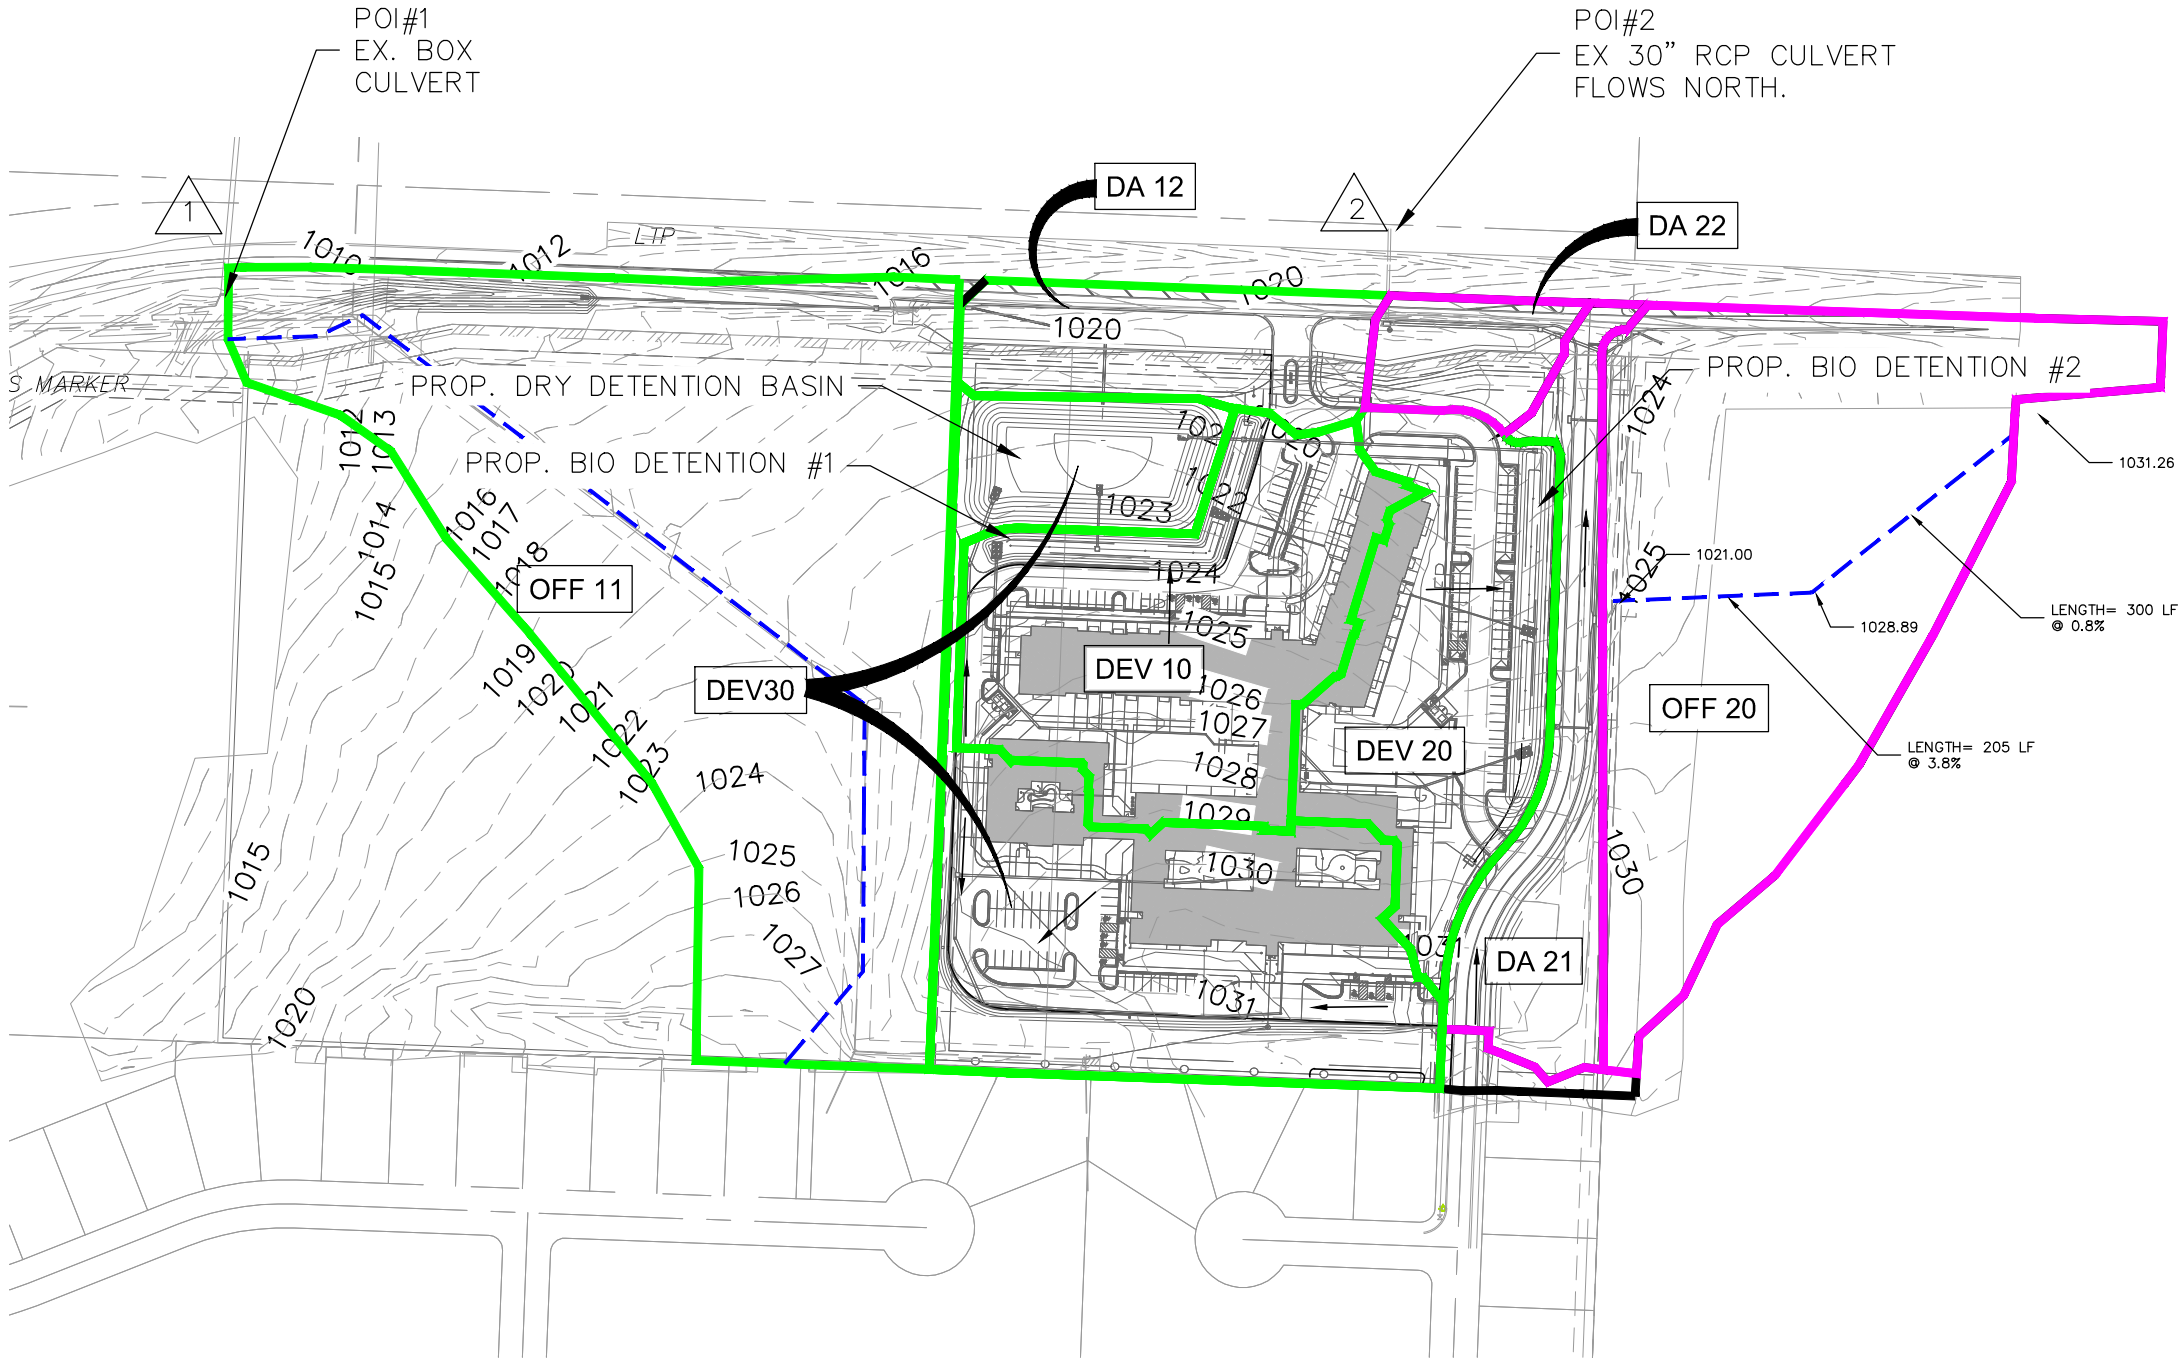 POI#1
EX. BOX
CULVERT
POI#2
EX 30" RCP CULVERT
FLOWS NORTH.
1
2
DA 12
DA 22
LTP
1010
1012
1016
1020
1020
S MARKER
PROP. DRY DETENTION BASIN
PROP. BIO DETENTION #2
PROP. BIO DETENTION #1
1024
1020
1022
1023
1024
1012
1013
1014
1015
1016
1017
1018
1019
1020
1021
1022
1023
1024
1025
1026
1027
1015
1020
OFF 11
DEV30
DEV 10
DEV 20
OFF 20
DA 21
1025
1026
1027
1028
1029
1030
1031
1031
1025
1030
1021.00
1028.89
1031.26
LENGTH= 300 LF
@ 0.8%
LENGTH= 205 LF
@ 3.8%